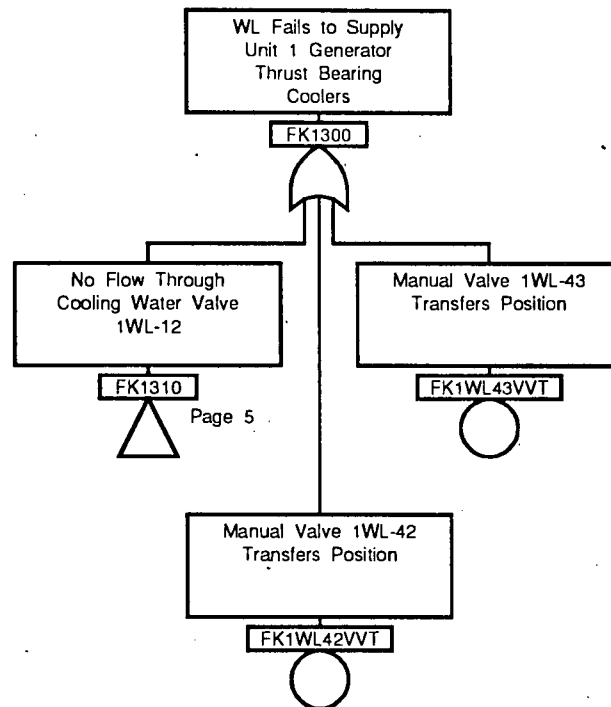 WL Fails to Supply
Unit 1 Generator
Thrust Bearing
Coolers
FK1300
No Flow Through
Cooling Water Valve
1WL-12
FK1310
Page 5
Manual Valve 1WL-43
Transfers Position
FK1WL43VVT
Manual Valve 1WL-42
Transfers Position
FK1WL42VVT